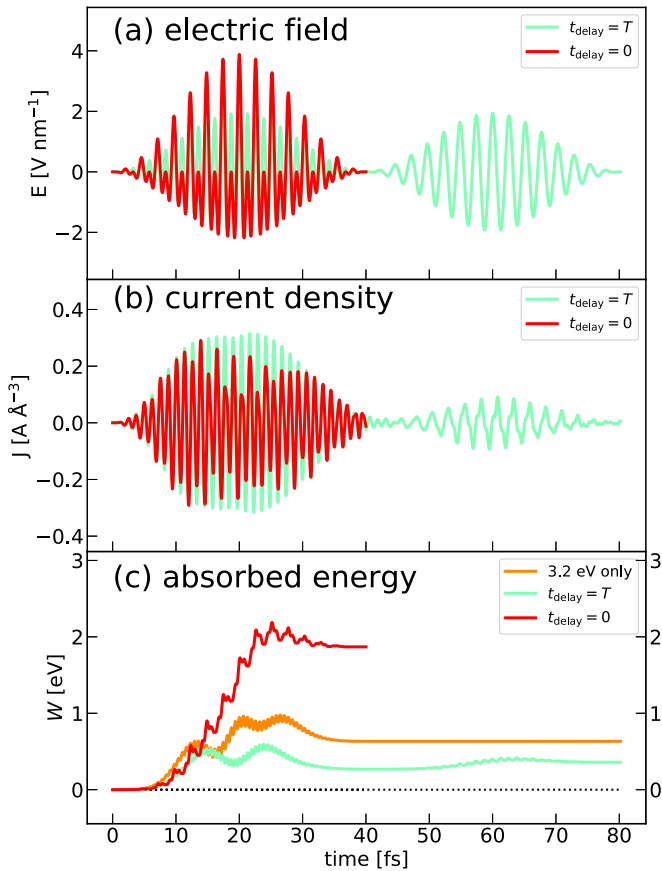 (a) electric field
t_delay = T
t_delay = 0
E [V nm⁻¹]
4
2
0
−2
(b) current density
t_delay = T
t_delay = 0
J [A Å⁻³]
0.4
0.2
0.0
−0.2
−0.4
(c) absorbed energy
3.2 eV only
t_delay = T
t_delay = 0
W [eV]
3
2
1
0
3
2
1
0
0 10 20 30 40 50 60 70 80
time [fs]